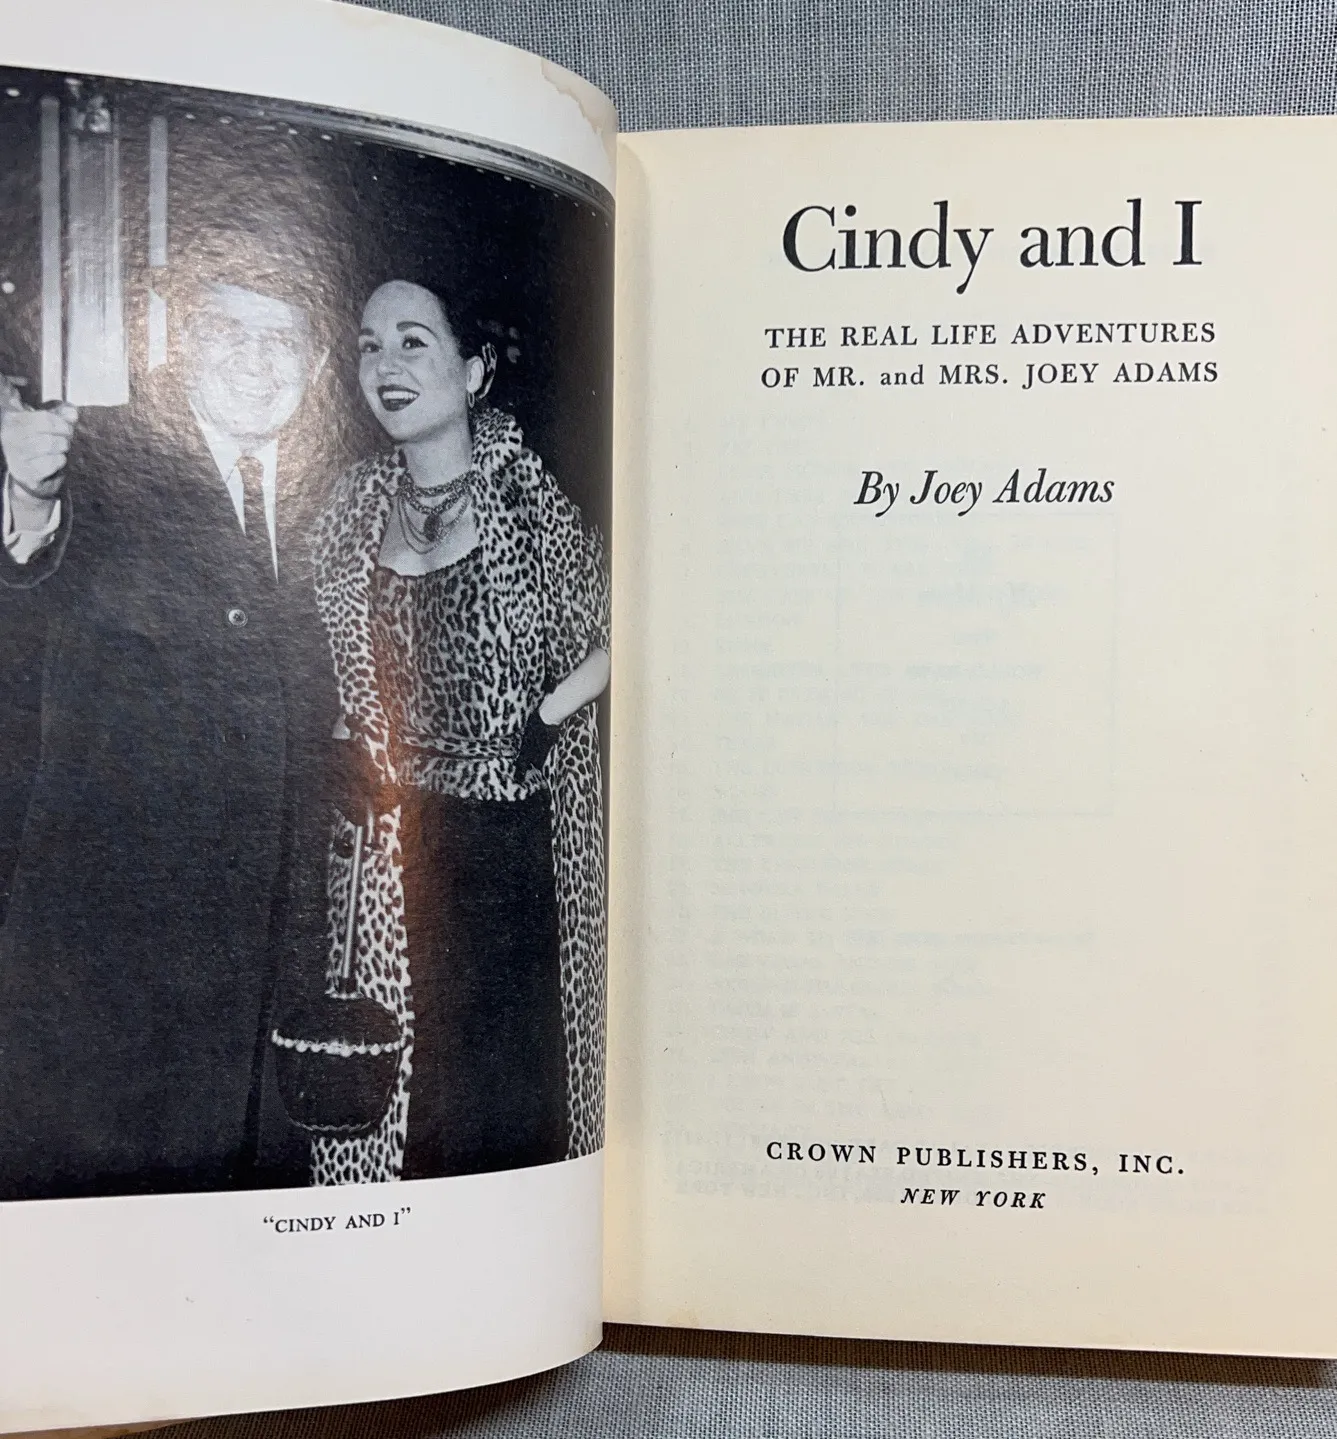 "CINDY AND I"
Cindy and I
THE REAL LIFE ADVENTURES
OF MR. and MRS. JOEY ADAMS
By Joey Adams
CROWN PUBLISHERS, INC.
NEW YORK